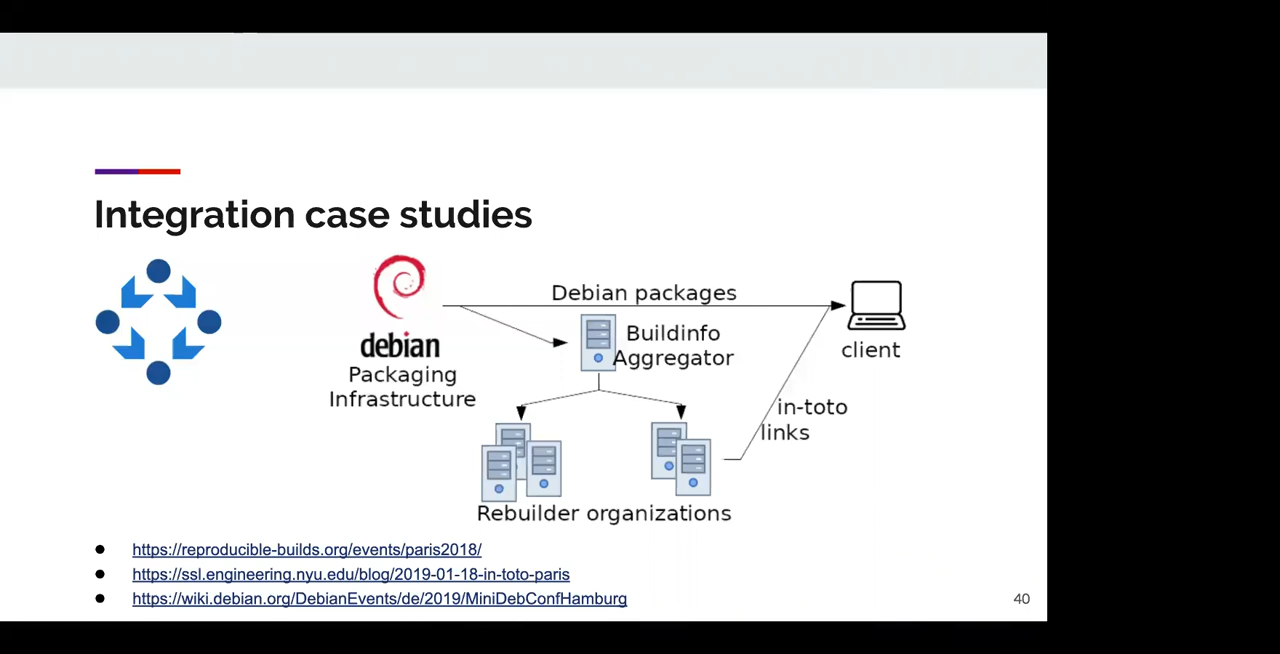 Integration case studies
debian
Packaging
Infrastructure
Debian packages
Buildinfo
Aggregator
client
in-toto
links
Rebuilder organizations
● https://reproducible-builds.org/events/paris2018/
● https://ssl.engineering.nyu.edu/blog/2019-01-18-in-toto-paris
● https://wiki.debian.org/DebianEvents/de/2019/MiniDebConfHamburg
40